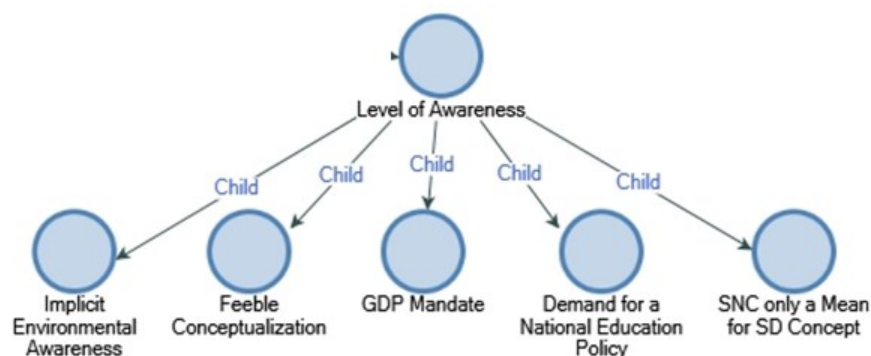 Level of Awareness
Child
Child
Child
Child
Child
Implicit
Environmental
Awareness
Feeble
Conceptualization
GDP Mandate
Demand for a
National Education
Policy
SNC only a Mean
for SD Concept